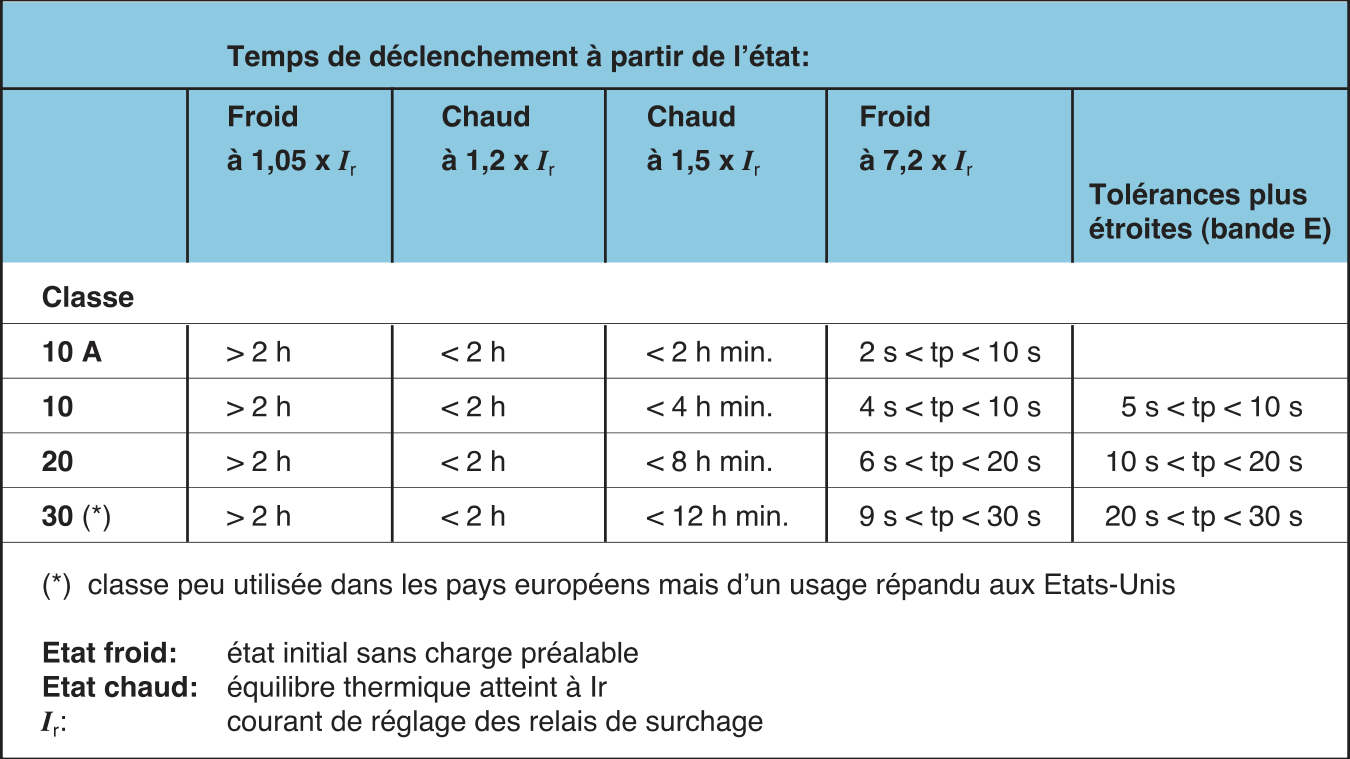 Temps de déclenchement à partir de l’état:
Froid Chaud Chaud Froid
à 1,05 x Ir à 1,2 x Ir à 1,5 x Ir à 7,2 x Ir
Tolérances plus
étroites (bande E)
Classe
10 A > 2 h < 2 h < 2 h min. 2 s < tp < 10 s
10 > 2 h < 2 h < 4 h min. 4 s < tp < 10 s 5 s < tp < 10 s
20 > 2 h < 2 h < 8 h min. 6 s < tp < 20 s 10 s < tp < 20 s
30 (*) > 2 h < 2 h < 12 h min. 9 s < tp < 30 s 20 s < tp < 30 s
(*) classe peu utilisée dans les pays européens mais d’un usage répandu aux Etats-Unis
Etat froid: état initial sans charge préalable
Etat chaud: équilibre thermique atteint à Ir
Ir: courant de réglage des relais de surchage